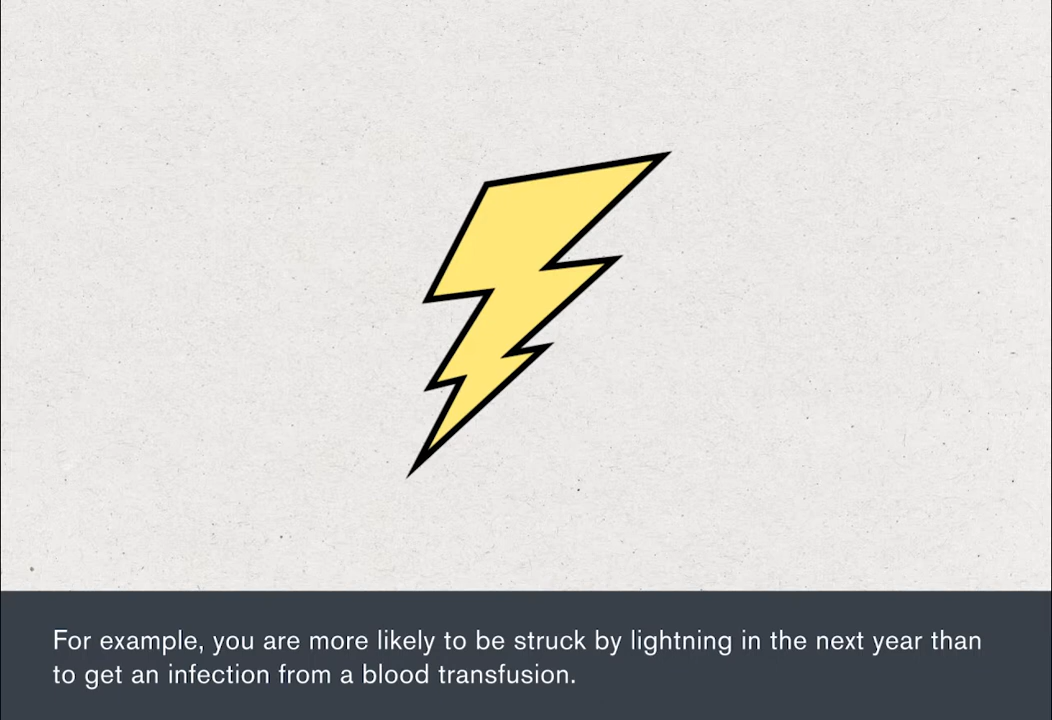 For example, you are more likely to be struck by lightning in the next year than
to get an infection from a blood transfusion.